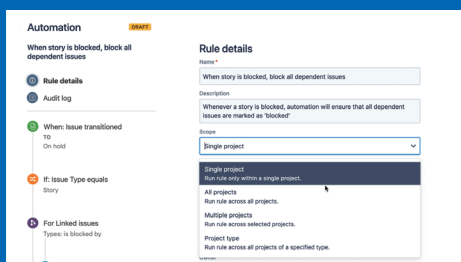 Automation
DRAFT
When story is blocked, block all
dependent issues
Rule details
Audit log
When: Issue transitioned
TO
On hold
If: Issue Type equals
Story
For Linked issues
Types: is blocked by
Rule details
Name*
When story is blocked, block all dependent issues
Description
Whenever a story is blocked, automation will ensure that all dependent
issues are marked as 'blocked'
Scope
Single project
Single project
Run rule only within a single project.
All projects
Run rule across all projects.
Multiple projects
Run rule across selected projects.
Project type
Run rule across all projects of a specified type.
Owner